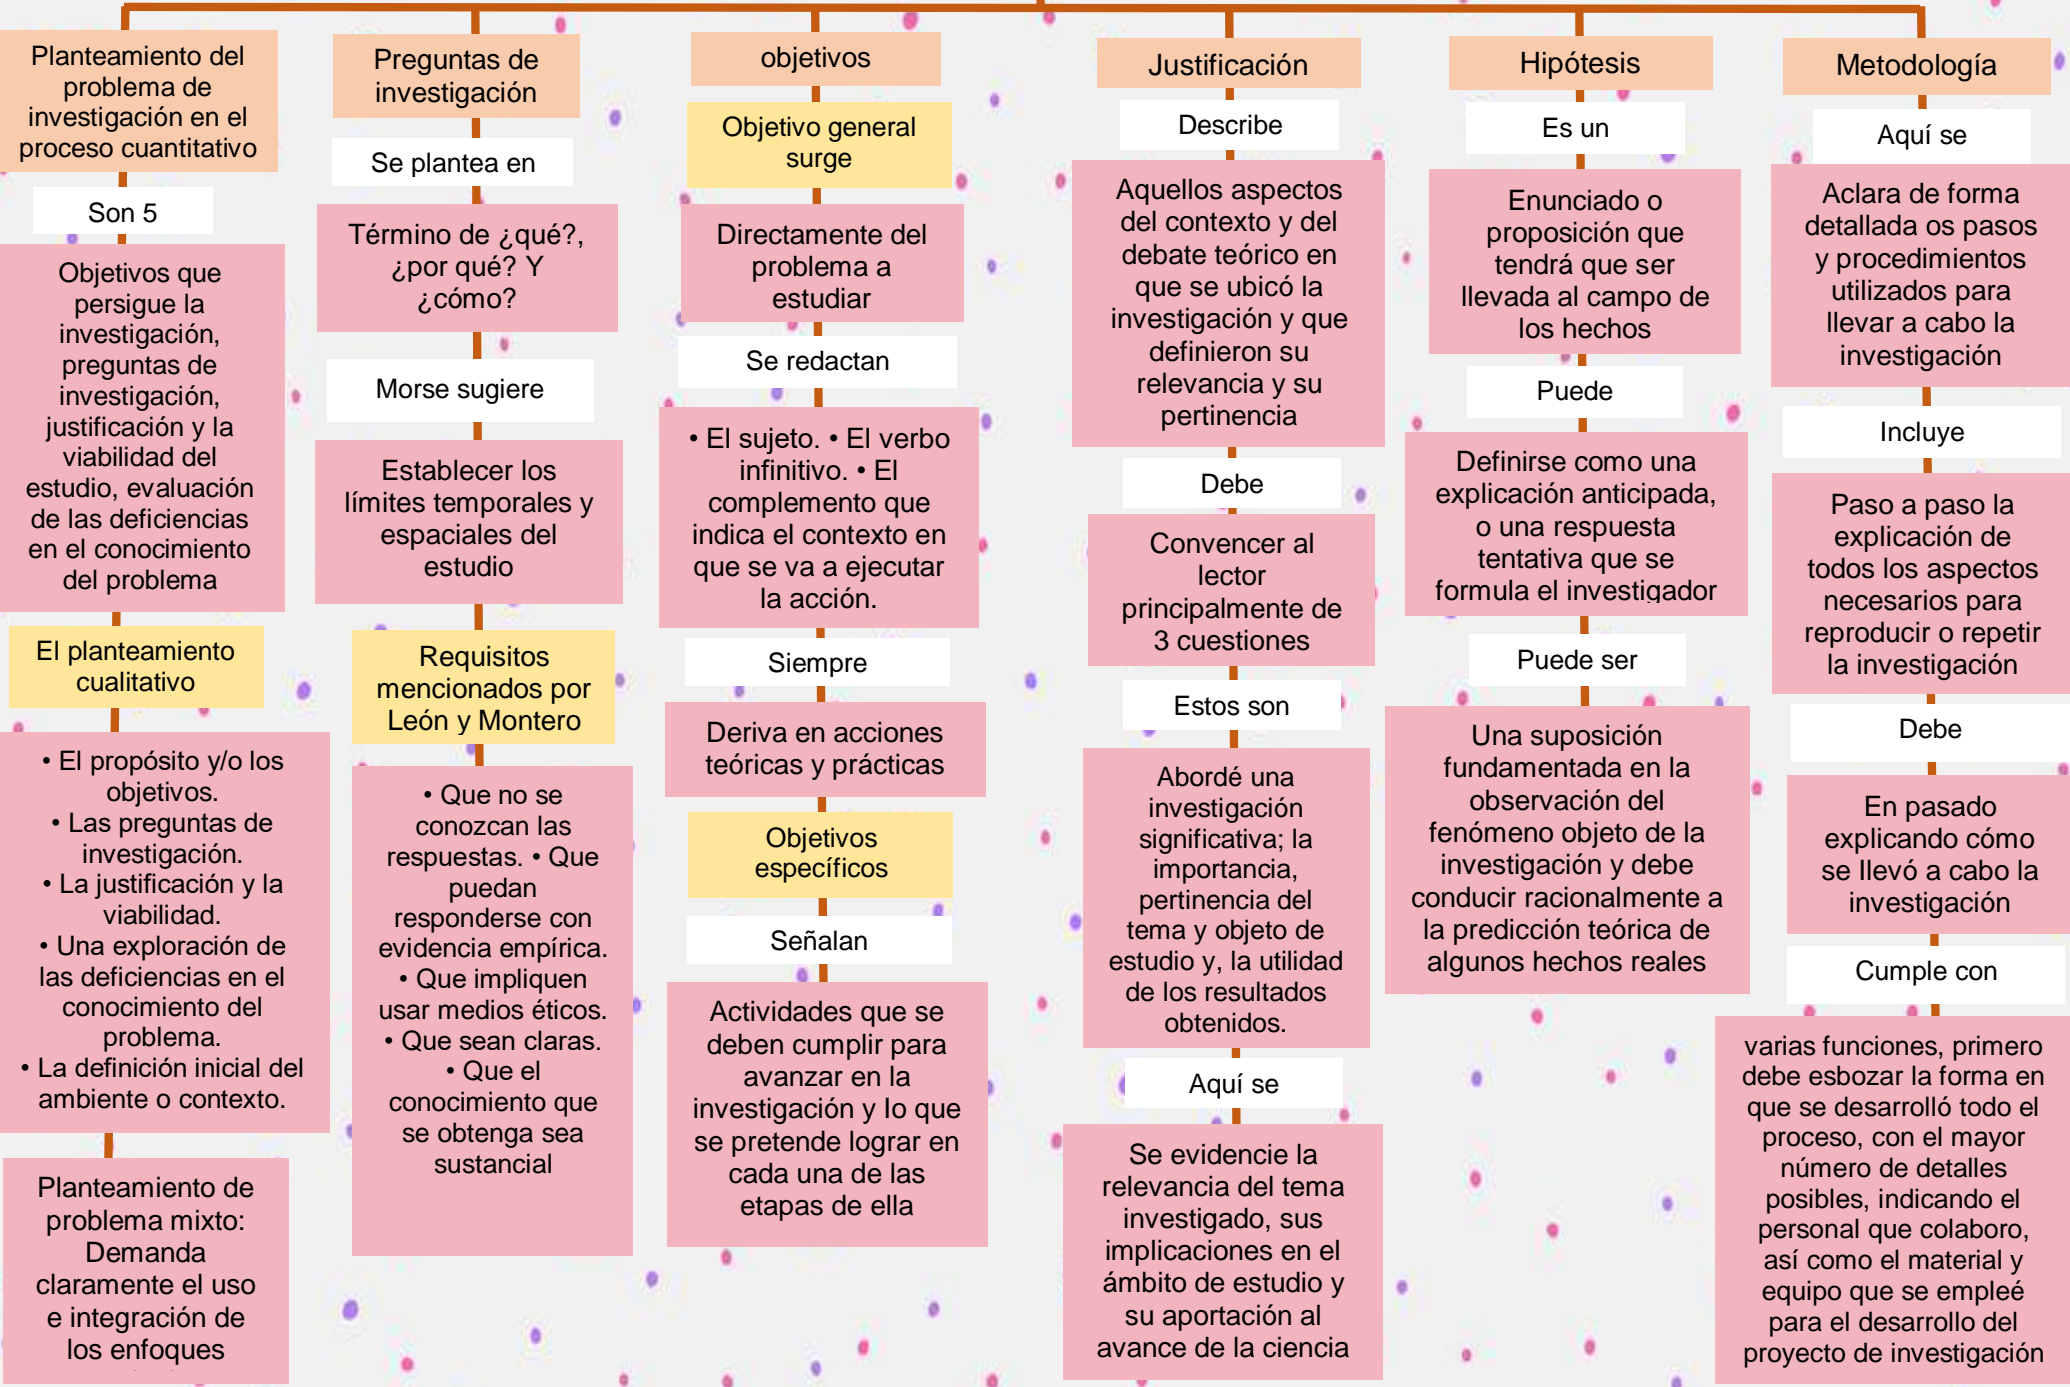 Planteamiento del
problema de
investigación en el
proceso cuantitativo
Son 5
Objetivos que
persigue la
investigación,
preguntas de
investigación,
justificación y la
viabilidad del
estudio, evaluación
de las deficiencias
en el conocimiento
del problema
El planteamiento
cualitativo
• El propósito y/o los
objetivos.
• Las preguntas de
investigación.
• La justificación y la
viabilidad.
• Una exploración de
las deficiencias en el
conocimiento del
problema.
• La definición inicial del
ambiente o contexto.
Planteamiento de
problema mixto:
Demanda
claramente el uso
e integración de
los enfoques
Preguntas de
investigación
Se plantea en
Término de ¿qué?,
¿por qué? Y
¿cómo?
Morse sugiere
Establecer los
límites temporales y
espaciales del
estudio
Requisitos
mencionados por
León y Montero
• Que no se
conozcan las
respuestas. • Que
puedan
responderse con
evidencia empírica.
• Que impliquen
usar medios éticos.
• Que sean claras.
• Que el
conocimiento que
se obtenga sea
sustancial
objetivos
Objetivo general
surge
Directamente del
problema a
estudiar
Se redactan
• El sujeto. • El verbo
infinitivo. • El
complemento que
indica el contexto en
que se va a ejecutar
la acción.
Siempre
Deriva en acciones
teóricas y prácticas
Objetivos
específicos
Señalan
Actividades que se
deben cumplir para
avanzar en la
investigación y lo que
se pretende lograr en
cada una de las
etapas de ella
Justificación
Describe
Aquellos aspectos
del contexto y del
debate teórico en
que se ubicó la
investigación y que
definieron su
relevancia y su
pertinencia
Debe
Convencer al
lector
principalmente de
3 cuestiones
Estos son
Abordé una
investigación
significativa; la
importancia,
pertinencia del
tema y objeto de
estudio y, la utilidad
de los resultados
obtenidos.
Aquí se
Se evidencie la
relevancia del tema
investigado, sus
implicaciones en el
ámbito de estudio y
su aportación al
avance de la ciencia
Hipótesis
Es un
Enunciado o
proposición que
tendrá que ser
llevada al campo de
los hechos
Puede
Definirse como una
explicación anticipada,
o una respuesta
tentativa que se
formula el investigador
Puede ser
Una suposición
fundamentada en la
observación del
fenómeno objeto de la
investigación y debe
conducir racionalmente a
la predicción teórica de
algunos hechos reales
Metodología
Aquí se
Aclara de forma
detallada os pasos
y procedimientos
utilizados para
llevar a cabo la
investigación
Incluye
Paso a paso la
explicación de
todos los aspectos
necesarios para
reproducir o repetir
la investigación
Debe
En pasado
explicando cómo
se llevó a cabo la
investigación
Cumple con
varias funciones, primero
debe esbozar la forma en
que se desarrolló todo el
proceso, con el mayor
número de detalles
posibles, indicando el
personal que colaboro,
así como el material y
equipo que se empleé
para el desarrollo del
proyecto de investigación